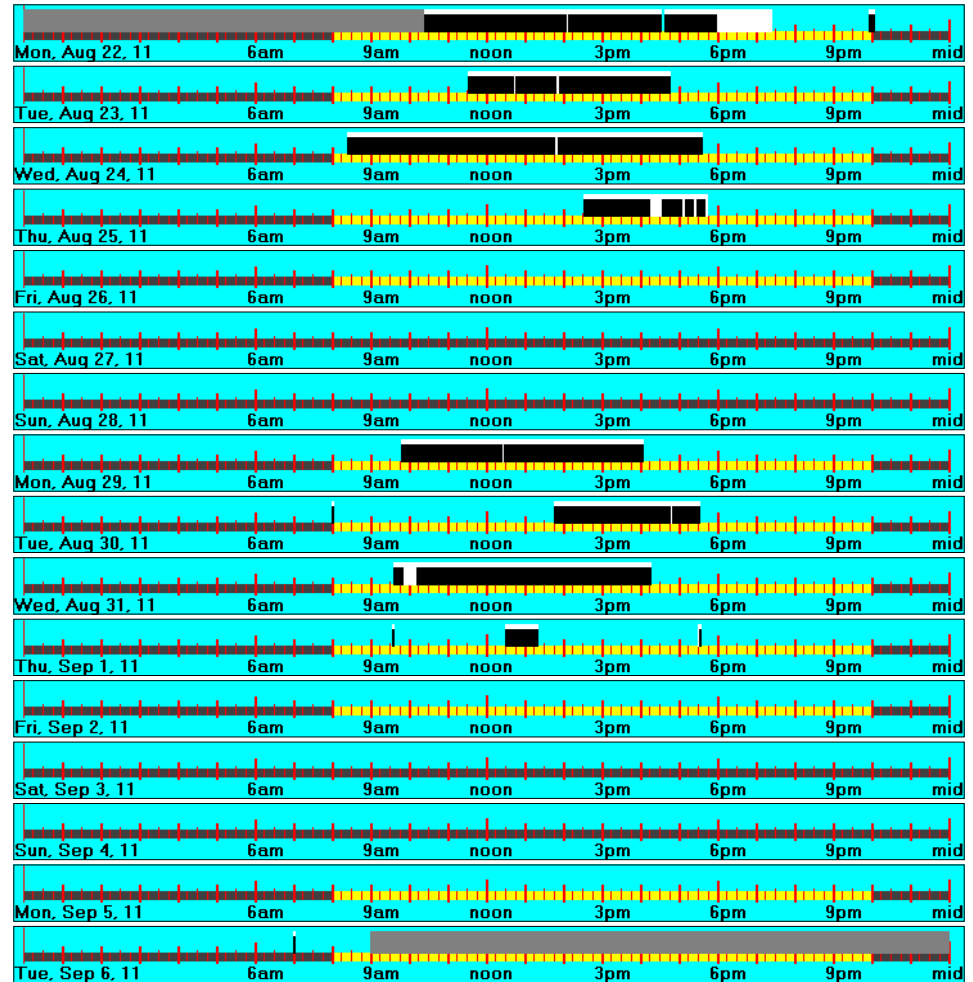 Mon, Aug 22, 11 6am 9am noon 3pm 6pm 9pm mid
Tue, Aug 23, 11 6am 9am noon 3pm 6pm 9pm mid
Wed, Aug 24, 11 6am 9am noon 3pm 6pm 9pm mid
Thu, Aug 25, 11 6am 9am noon 3pm 6pm 9pm mid
Fri, Aug 26, 11 6am 9am noon 3pm 6pm 9pm mid
Sat, Aug 27, 11 6am 9am noon 3pm 6pm 9pm mid
Sun, Aug 28, 11 6am 9am noon 3pm 6pm 9pm mid
Mon, Aug 29, 11 6am 9am noon 3pm 6pm 9pm mid
Tue, Aug 30, 11 6am 9am noon 3pm 6pm 9pm mid
Wed, Aug 31, 11 6am 9am noon 3pm 6pm 9pm mid
Thu, Sep 1, 11 6am 9am noon 3pm 6pm 9pm mid
Fri, Sep 2, 11 6am 9am noon 3pm 6pm 9pm mid
Sat, Sep 3, 11 6am 9am noon 3pm 6pm 9pm mid
Sun, Sep 4, 11 6am 9am noon 3pm 6pm 9pm mid
Mon, Sep 5, 11 6am 9am noon 3pm 6pm 9pm mid
Tue, Sep 6, 11 6am 9am noon 3pm 6pm 9pm mid